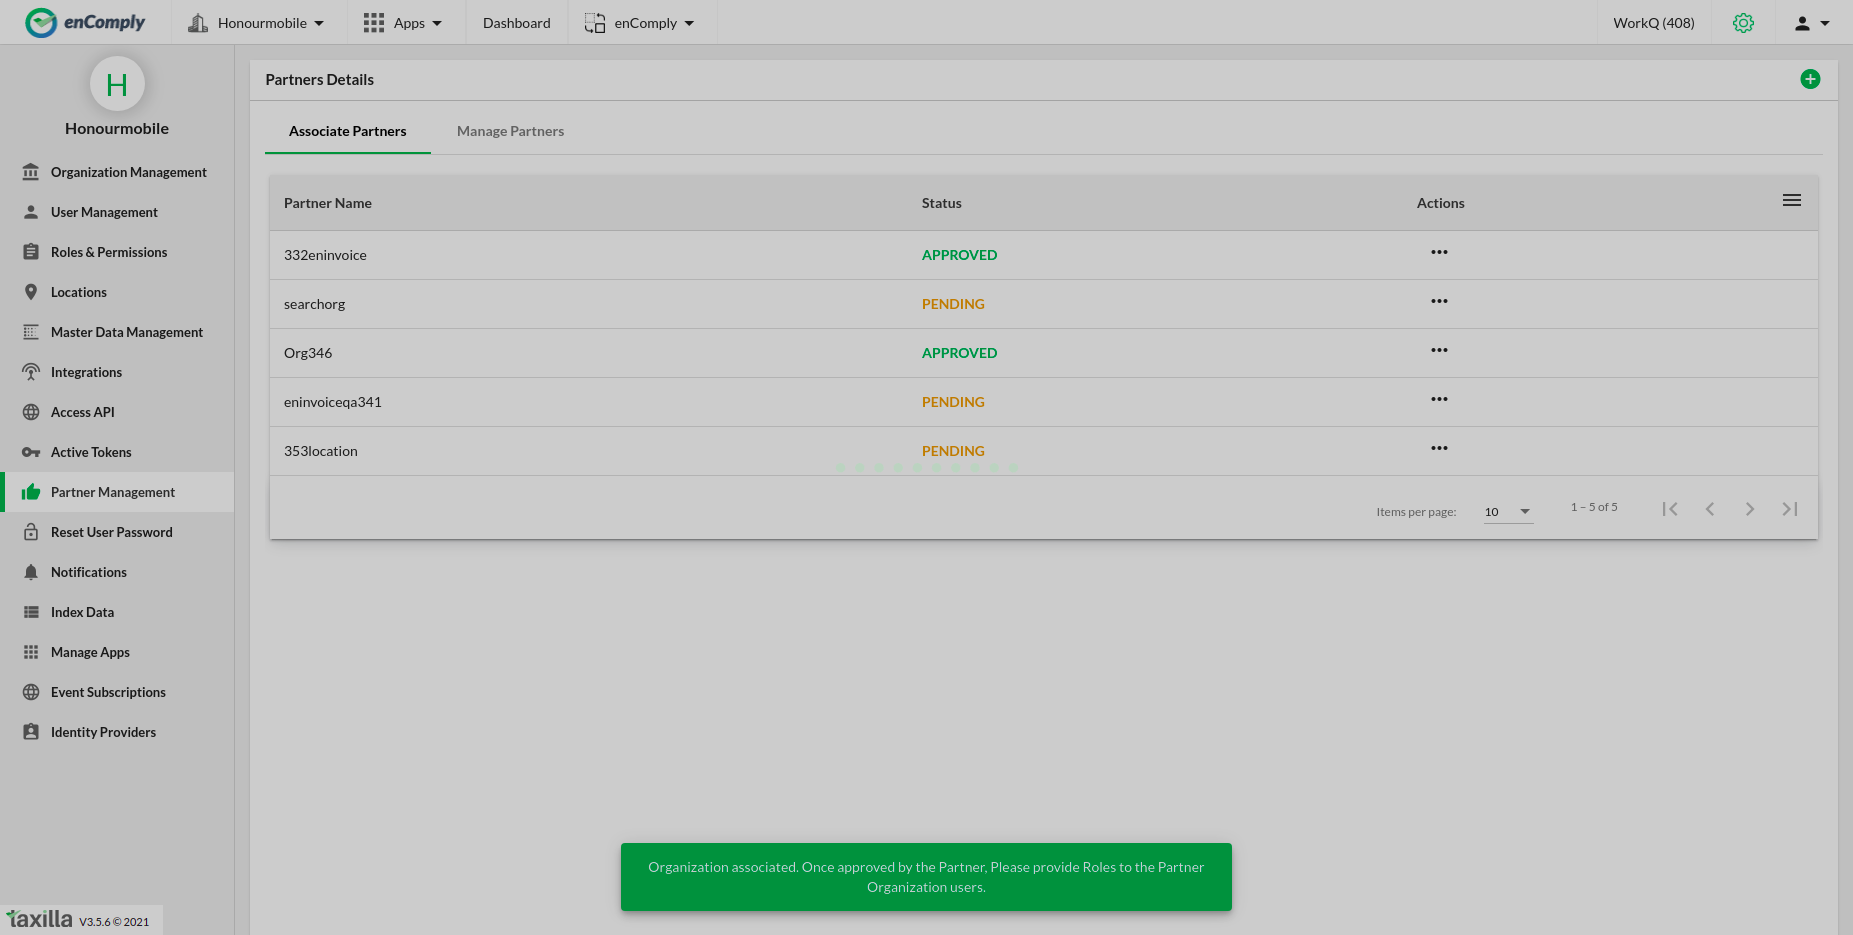 enComply
Honourmobile
Apps
Dashboard
enComply
WorkQ (408)
H
Honourmobile
Organization Management
User Management
Roles & Permissions
Locations
Master Data Management
Integrations
Access API
Active Tokens
Partner Management
Reset User Password
Notifications
Index Data
Manage Apps
Event Subscriptions
Identity Providers
taxilla V3.5.6 © 2021
Partners Details
Associate Partners
Manage Partners
Partner Name Status Actions
332eninvoice APPROVED
searchorg PENDING
Org346 APPROVED
eninvoiceqa341 PENDING
353location PENDING
Items per page: 10 1 – 5 of 5
Organization associated. Once approved by the Partner, Please provide Roles to the Partner
Organization users.